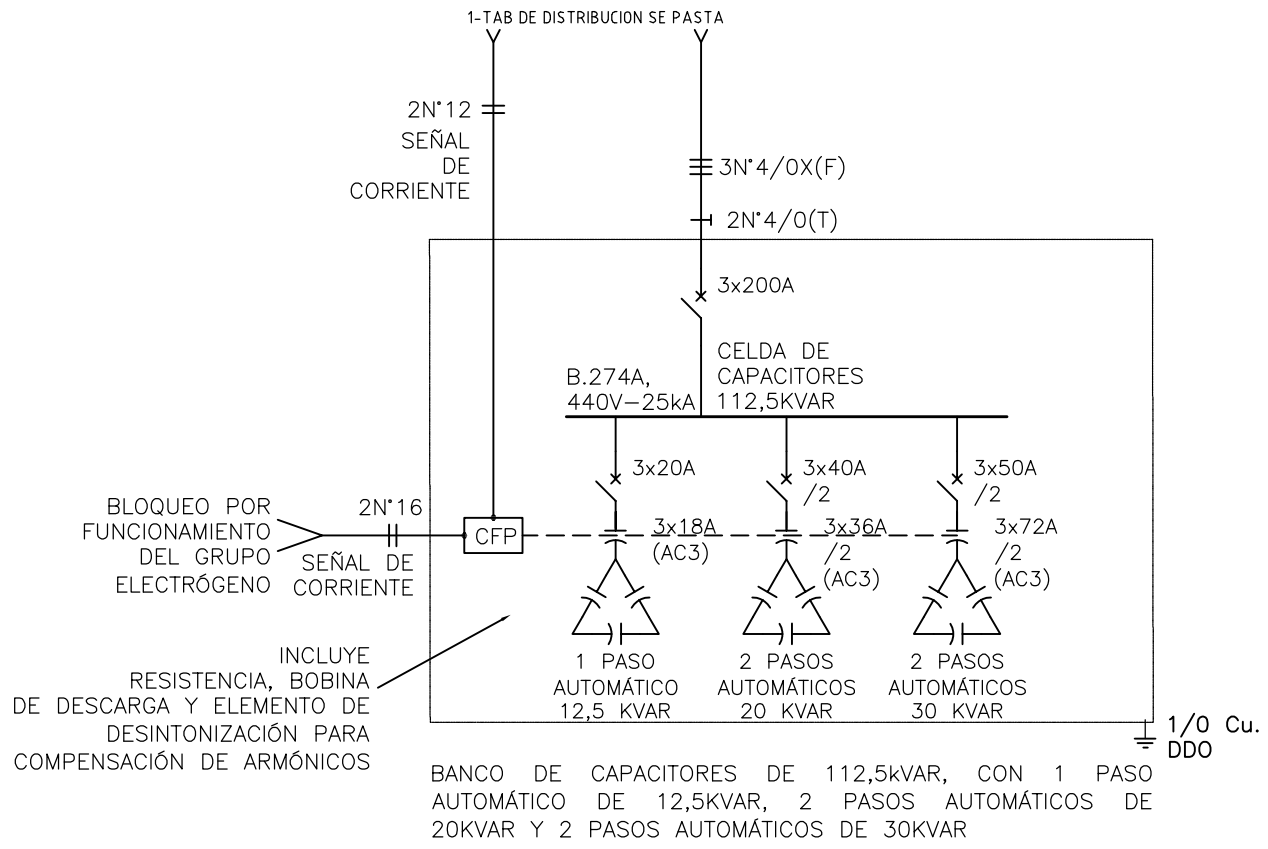 1-TAB DE DISTRIBUCION SE PASTA
2N°12
SEÑAL
DE
CORRIENTE
3N°4/0X(F)
2N°4/0(T)
3x200A
CELDA DE
CAPACITORES
112,5KVAR
B.274A,
440V-25kA
3x20A
3x40A
/2
3x50A
/2
BLOQUEO POR
FUNCIONAMIENTO
DEL GRUPO
ELECTRÓGENO
2N°16
SEÑAL DE
CORRIENTE
CFP
3x18A
(AC3)
3x36A
/2
(AC3)
3x72A
/2
(AC3)
1 PASO
AUTOMÁTICO
12,5 KVAR
2 PASOS
AUTOMÁTICOS
20 KVAR
2 PASOS
AUTOMÁTICOS
30 KVAR
INCLUYE
RESISTENCIA, BOBINA
DE DESCARGA Y ELEMENTO DE
DESINTONIZACIÓN PARA
COMPENSACIÓN DE ARMÓNICOS
1/0 Cu.
DDO
BANCO DE CAPACITORES DE 112,5kVAR, CON 1 PASO
AUTOMÁTICO DE 12,5KVAR, 2 PASOS AUTOMÁTICOS DE
20KVAR Y 2 PASOS AUTOMÁTICOS DE 30KVAR